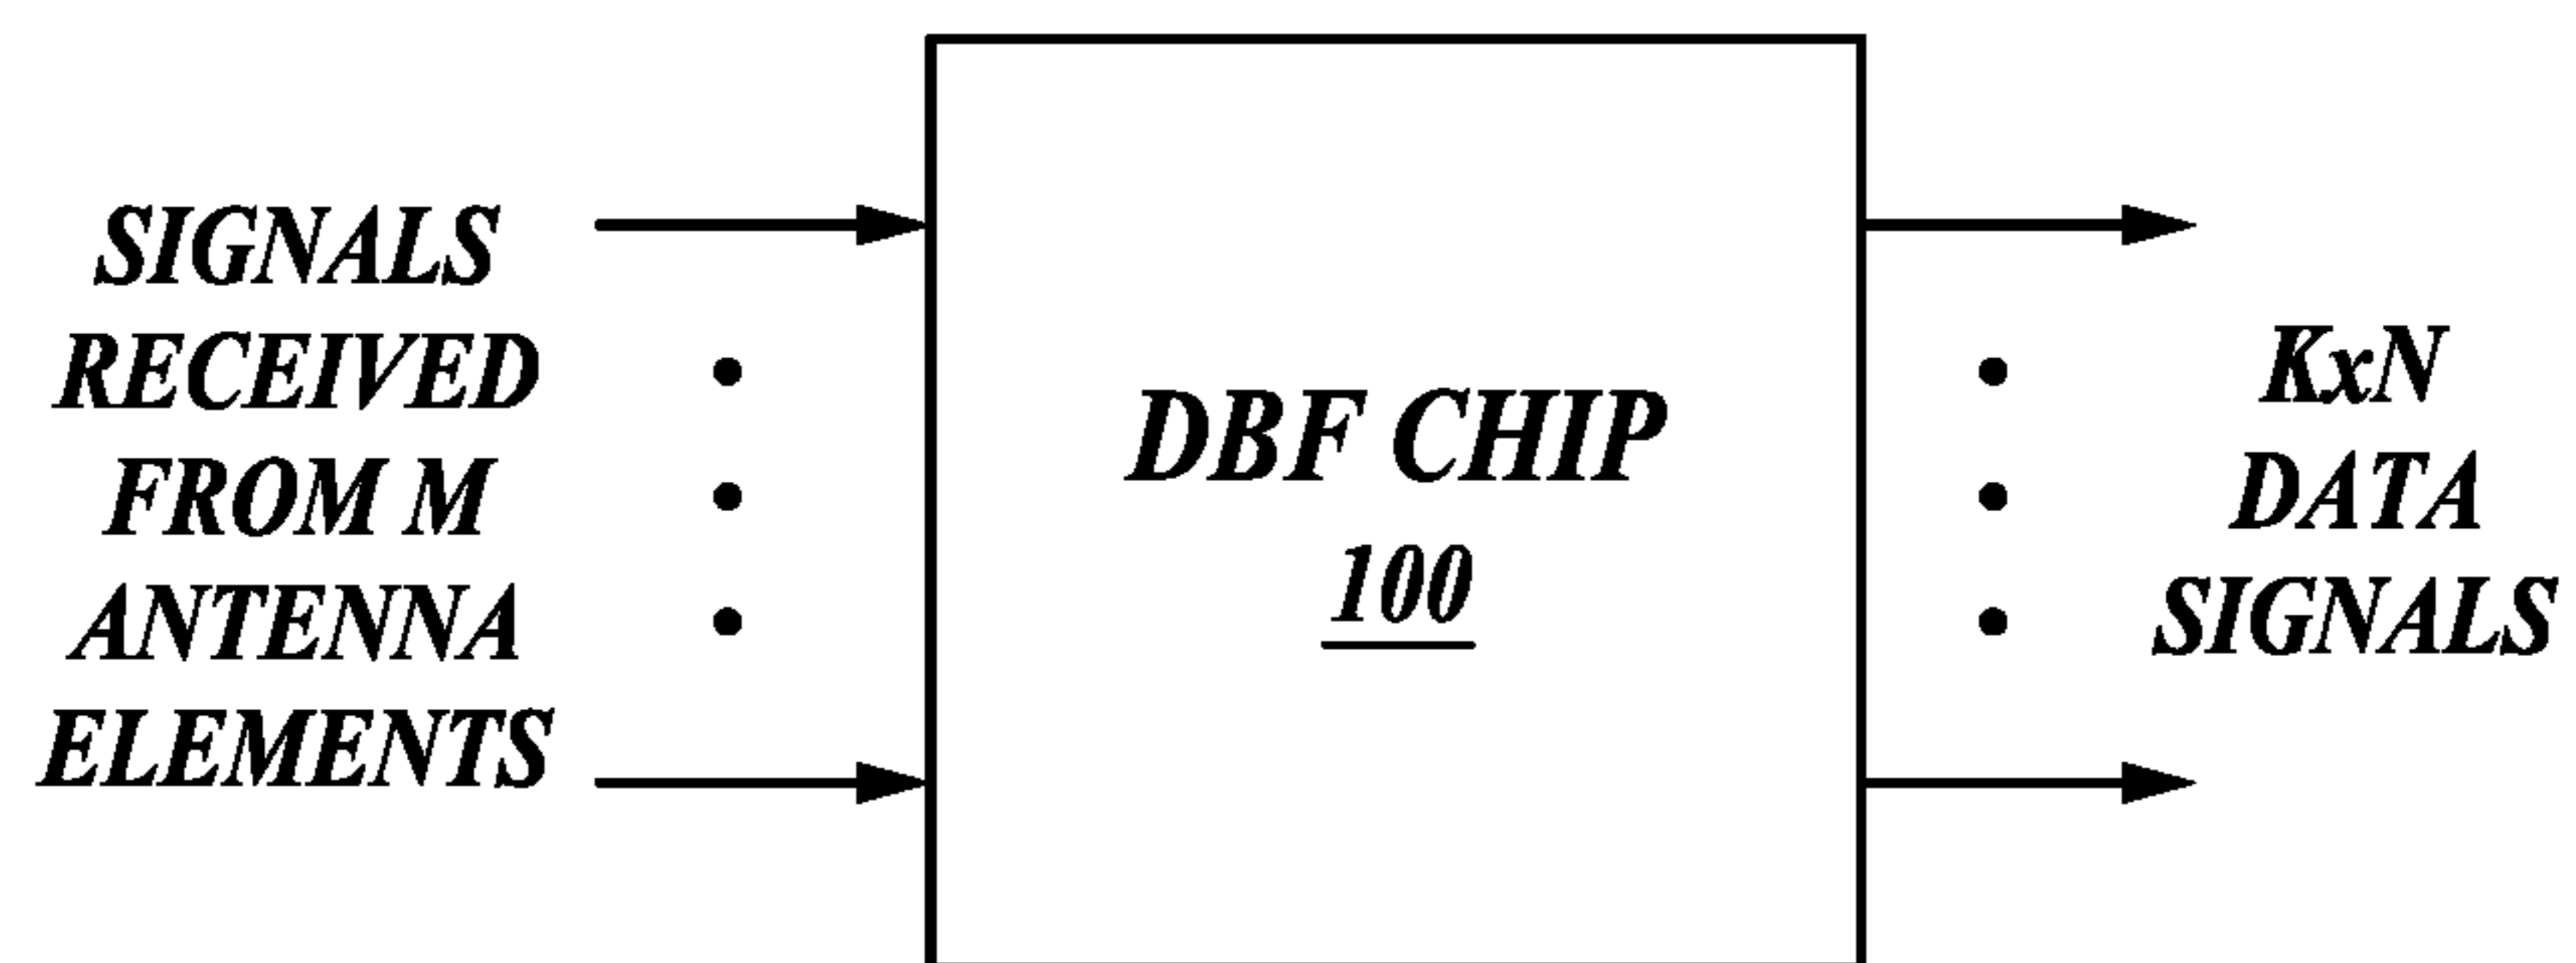 SIGNALS
RECEIVED
FROM M
ANTENNA
ELEMENTS
DBF CHIP
100
KxN
DATA
SIGNALS